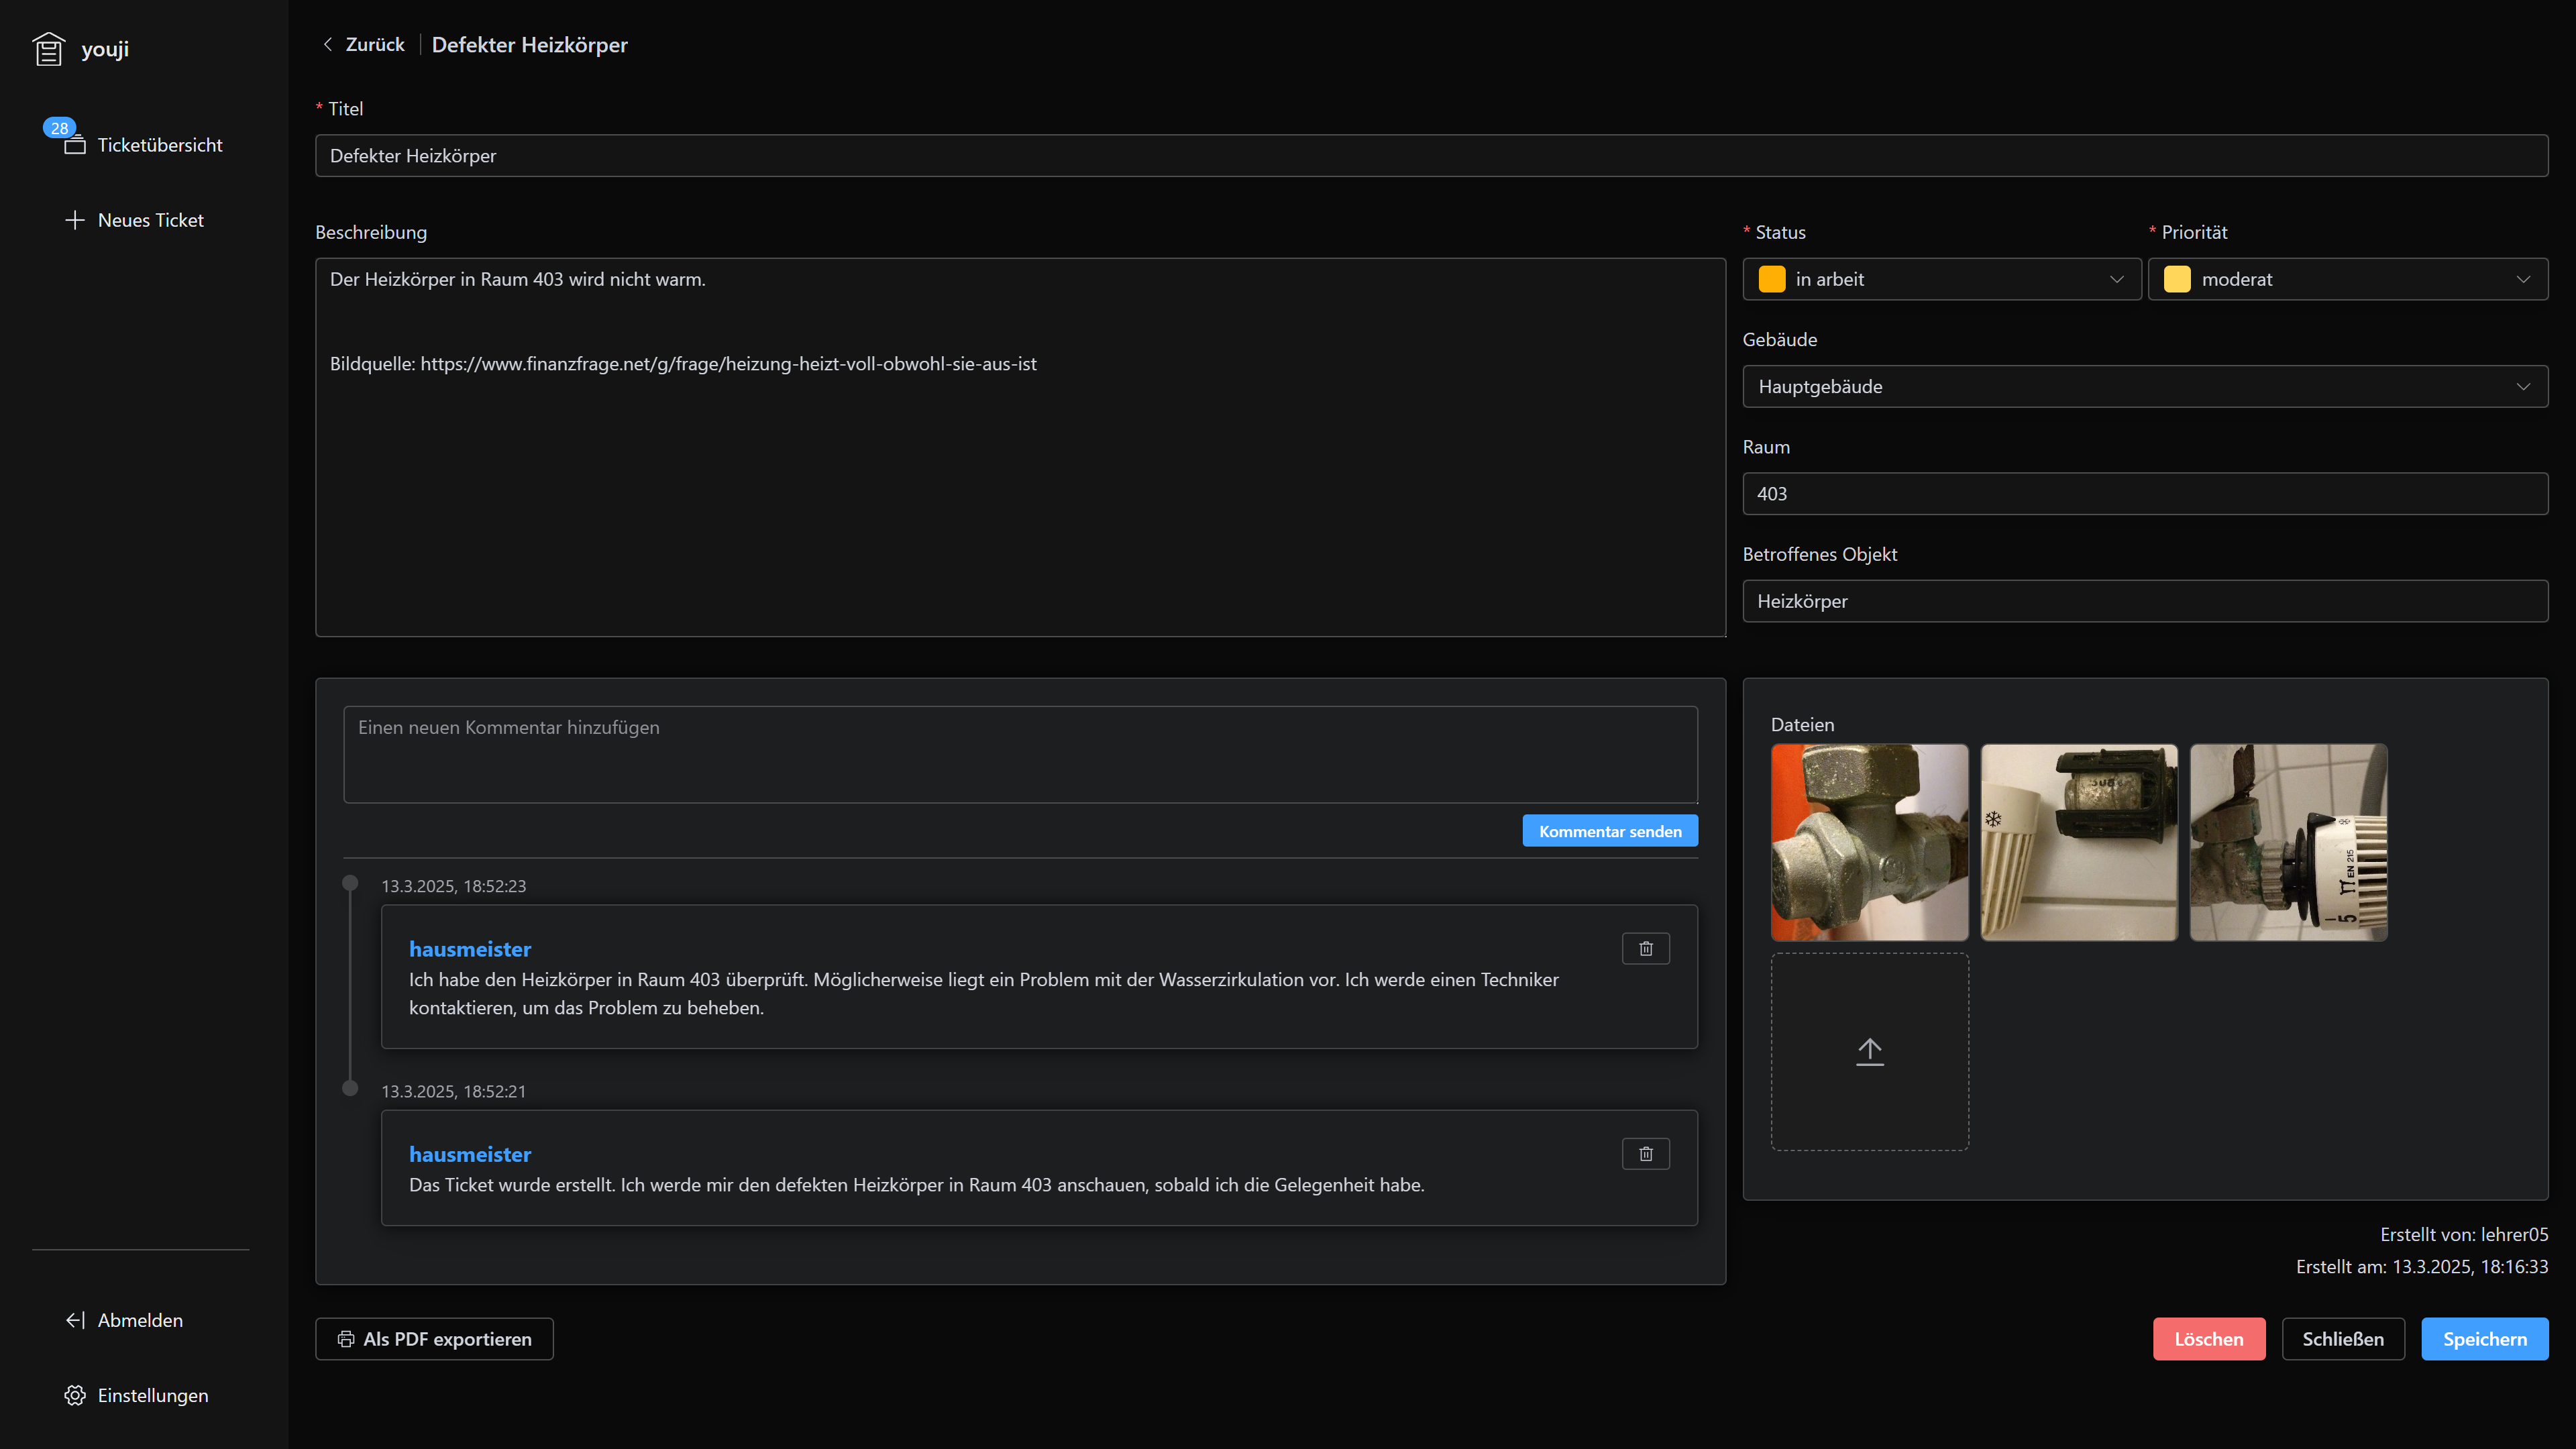 youji
28
Ticketübersicht
Neues Ticket
Abmelden
Einstellungen
Zurück
Defekter Heizkörper
* Titel
Defekter Heizkörper
Beschreibung
Der Heizkörper in Raum 403 wird nicht warm.
Bildquelle: https://www.finanzfrage.net/g/frage/heizung-heizt-voll-obwohl-sie-aus-ist
* Status
* Priorität
in arbeit
moderat
Gebäude
Hauptgebäude
Raum
403
Betroffenes Objekt
Heizkörper
Einen neuen Kommentar hinzufügen
Kommentar senden
13.3.2025, 18:52:23
hausmeister
Ich habe den Heizkörper in Raum 403 überprüft. Möglicherweise liegt ein Problem mit der Wasserzirkulation vor. Ich werde einen Techniker
kontaktieren, um das Problem zu beheben.
13.3.2025, 18:52:21
hausmeister
Das Ticket wurde erstellt. Ich werde mir den defekten Heizkörper in Raum 403 anschauen, sobald ich die Gelegenheit habe.
Dateien
EN 215
5
Erstellt von: lehrer05
Erstellt am: 13.3.2025, 18:16:33
Als PDF exportieren
Löschen
Schließen
Speichern